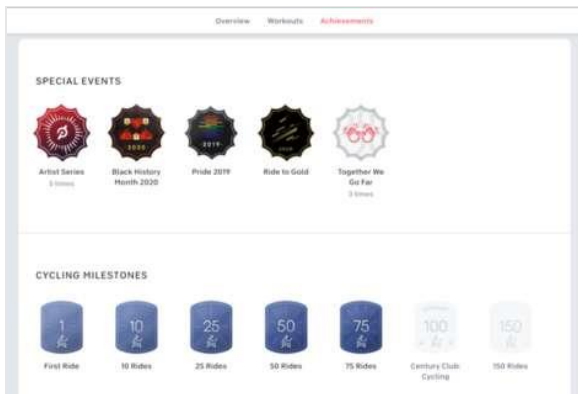 Overview Workouts Achievements
SPECIAL EVENTS
2020
2019
Artist Series
Black History
Month 2020
Pride 2019
Ride to Gold
Together We
Go Far
3 times
CYCLING MILESTONES
1
10
25
50
75
100
150
First Ride
10 Rides
25 Rides
50 Rides
75 Rides
Century Club
Cycling
150 Rides